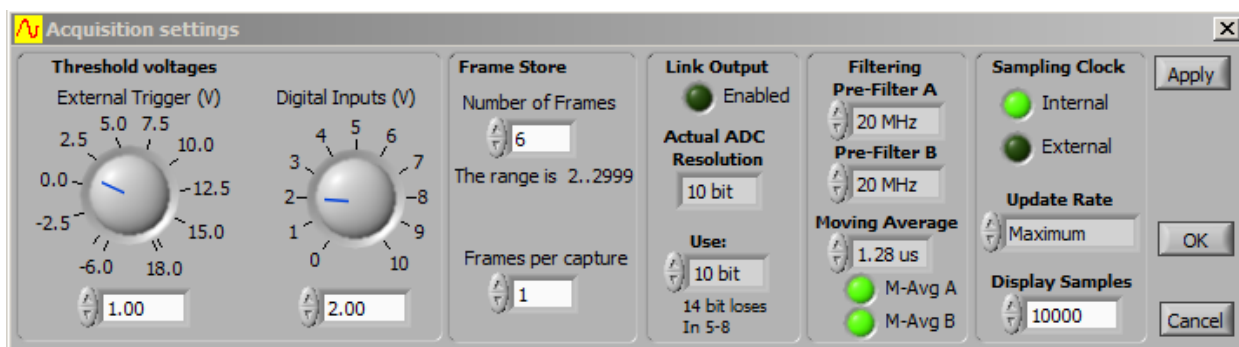 Acquisition settings
Threshold voltages
External Trigger (V)
-6.0
-2.5
0.0
2.5
5.0
7.5
10.0
12.5
15.0
18.0
1.00
Digital Inputs (V)
0
1
2
3
4
5
6
7
8
9
10
2.00
Frame Store
Number of Frames
6
The range is 2..2999
Frames per capture
1
Link Output
Enabled
Actual ADC
Resolution
10 bit
Use:
10 bit
14 bit loses
In 5-8
Filtering
Pre-Filter A
20 MHz
Pre-Filter B
20 MHz
Moving Average
1.28 us
M-Avg A
M-Avg B
Sampling Clock
Internal
External
Update Rate
Maximum
Display Samples
10000
Apply
OK
Cancel